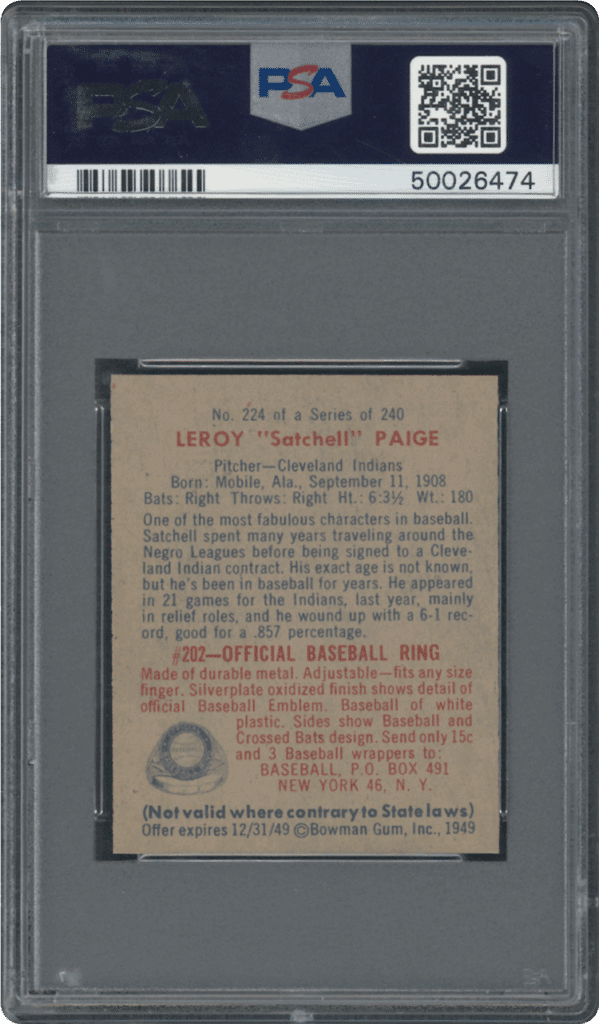 PSA
PSA
50026474
No. 224 of a Series of 240
LEROY "Satchell" PAIGE
Pitcher—Cleveland Indians
Born: Mobile, Ala., September 11, 1908
Bats: Right Throws: Right Ht.: 6:3½ Wt.: 180
One of the most fabulous characters in baseball.
Satchell spent many years traveling around the
Negro Leagues before being signed to a Cleve-
land Indian contract. His exact age is not known,
but he's been in baseball for years. He appeared
in 21 games for the Indians, last year, mainly
in relief roles, and he wound up with a 6-1 rec-
ord, good for a .857 percentage.
#202—OFFICIAL BASEBALL RING
Made of durable metal. Adjustable—fits any size
finger. Silverplate oxidized finish shows detail of
official Baseball Emblem. Baseball of white
plastic. Sides show Baseball and
Crossed Bats design. Send only 15c
and 3 Baseball wrappers to:
BASEBALL, P.O. BOX 491
NEW YORK 46, N. Y.
(Not valid where contrary to State laws)
Offer expires 12/31/49 ©Bowman Gum, Inc., 1949